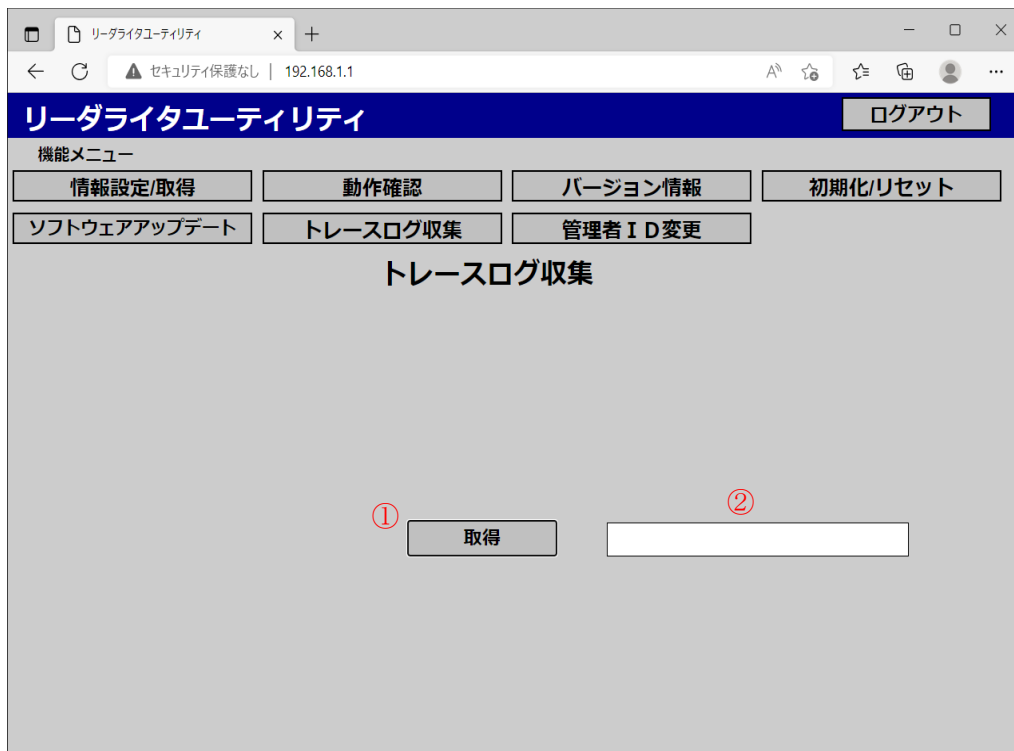 リーダライタユーティリティ
セキュリティ保護なし | 192.168.1.1
リーダライタユーティリティ
ログアウト
機能メニュー
情報設定/取得 動作確認 バージョン情報 初期化/リセット
ソフトウェアアップデート トレースログ収集 管理者ＩＤ変更
トレースログ収集
① ②
取得